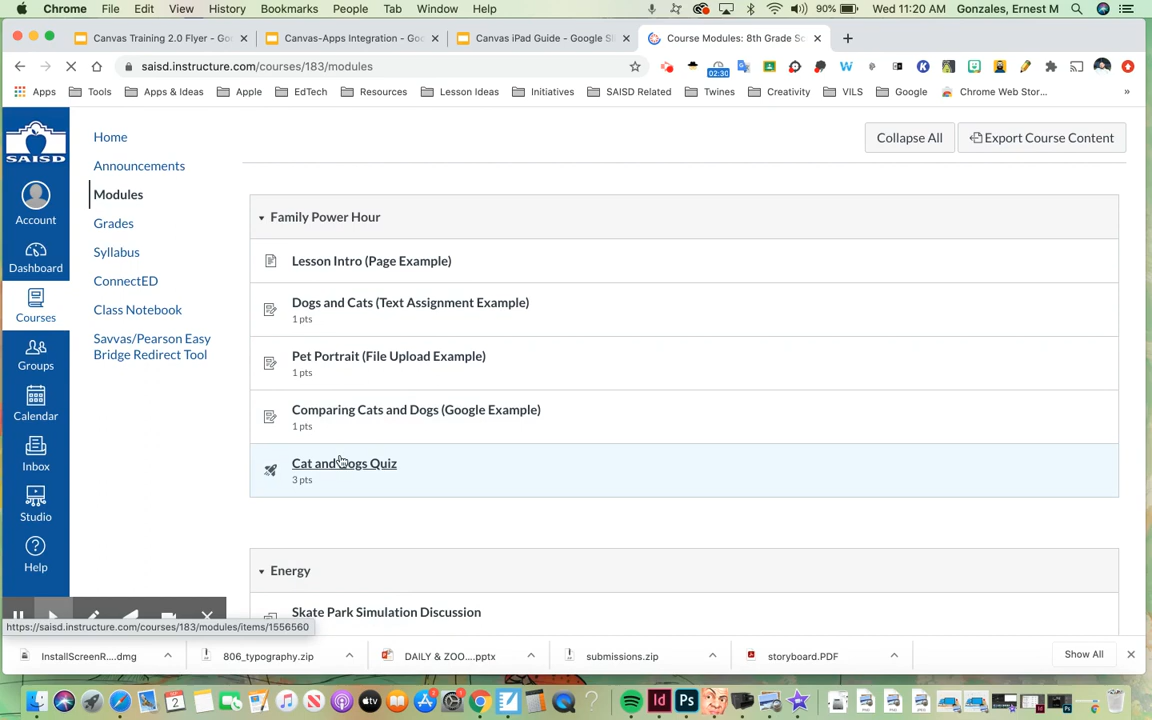 Chrome File Edit View History Bookmarks People Tab Window Help 90% Wed 11:20 AM Gonzales, Ernest M
Canvas Training 2.0 Flyer - Go × Canvas-Apps Integration - Goo × Canvas iPad Guide - Google Sl × Course Modules: 8th Grade Sc × +
saisd.instructure.com/courses/183/modules
02:30
Apps Tools Apps & Ideas Apple EdTech Resources Lesson Ideas Initiatives SAISD Related Twines Creativity VILS Google Chrome Web Stor... »
SAISD
Account
Dashboard
Courses
Groups
Calendar
Inbox
Studio
Help
Home
Announcements
Modules
Grades
Syllabus
ConnectED
Class Notebook
Savvas/Pearson Easy
Bridge Redirect Tool
Collapse All
Export Course Content
Family Power Hour
Lesson Intro (Page Example)
Dogs and Cats (Text Assignment Example)
1 pts
Pet Portrait (File Upload Example)
1 pts
Comparing Cats and Dogs (Google Example)
1 pts
Cat and Dogs Quiz
3 pts
Energy
Skate Park Simulation Discussion
https://saisd.instructure.com/courses/183/modules/items/1556560
InstallScreenR....dmg 806_typography.zip DAILY & ZOO....pptx submissions.zip storyboard.PDF Show All
2 Id Ps